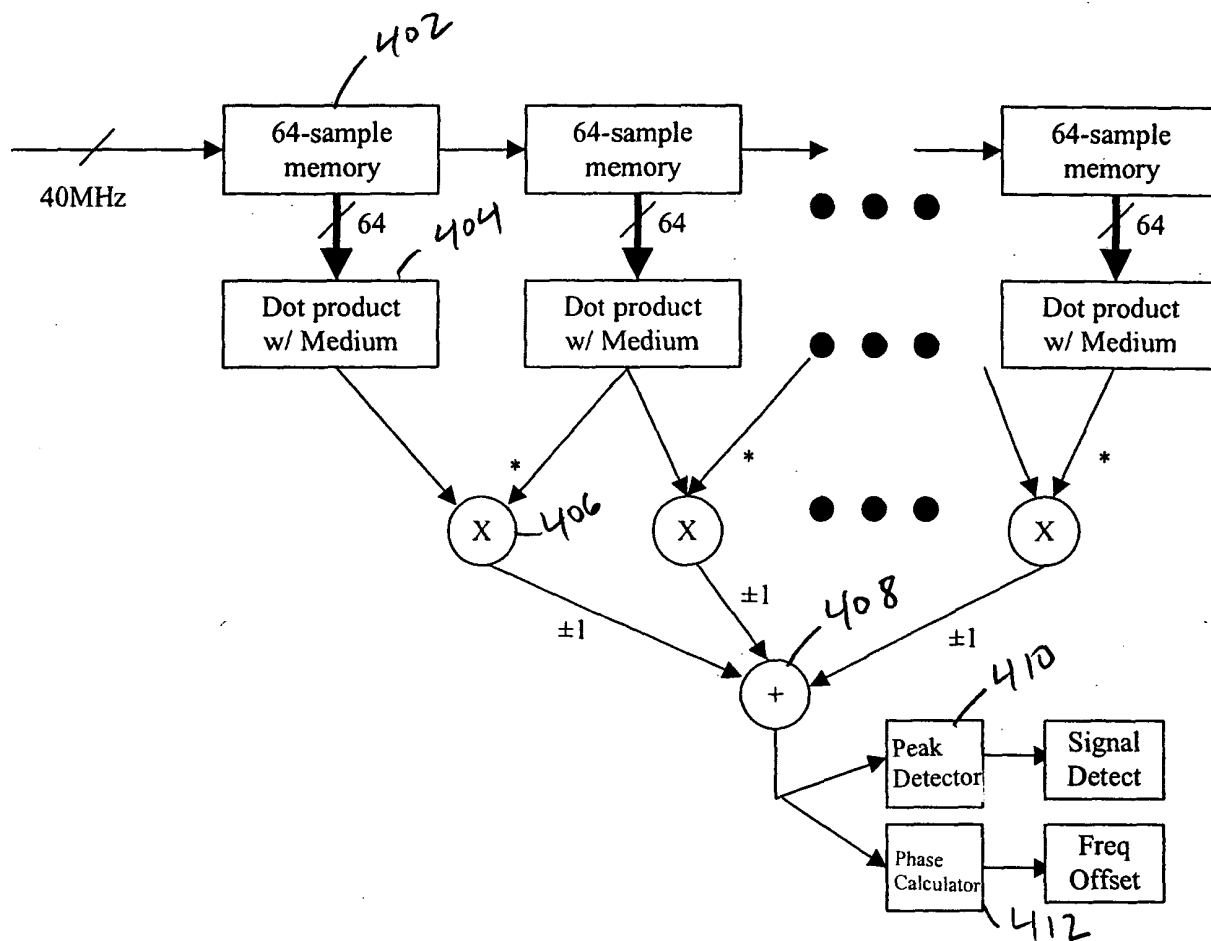 402
64-sample
memory
64-sample
memory
64-sample
memory
40MHz
64
404
64
64
Dot product
w/ Medium
Dot product
w/ Medium
Dot product
w/ Medium
*
*
*
X
406
X
X
±1
±1
408
±1
+
410
Peak
Detector
Signal
Detect
Phase
Calculator
Freq
Offset
412